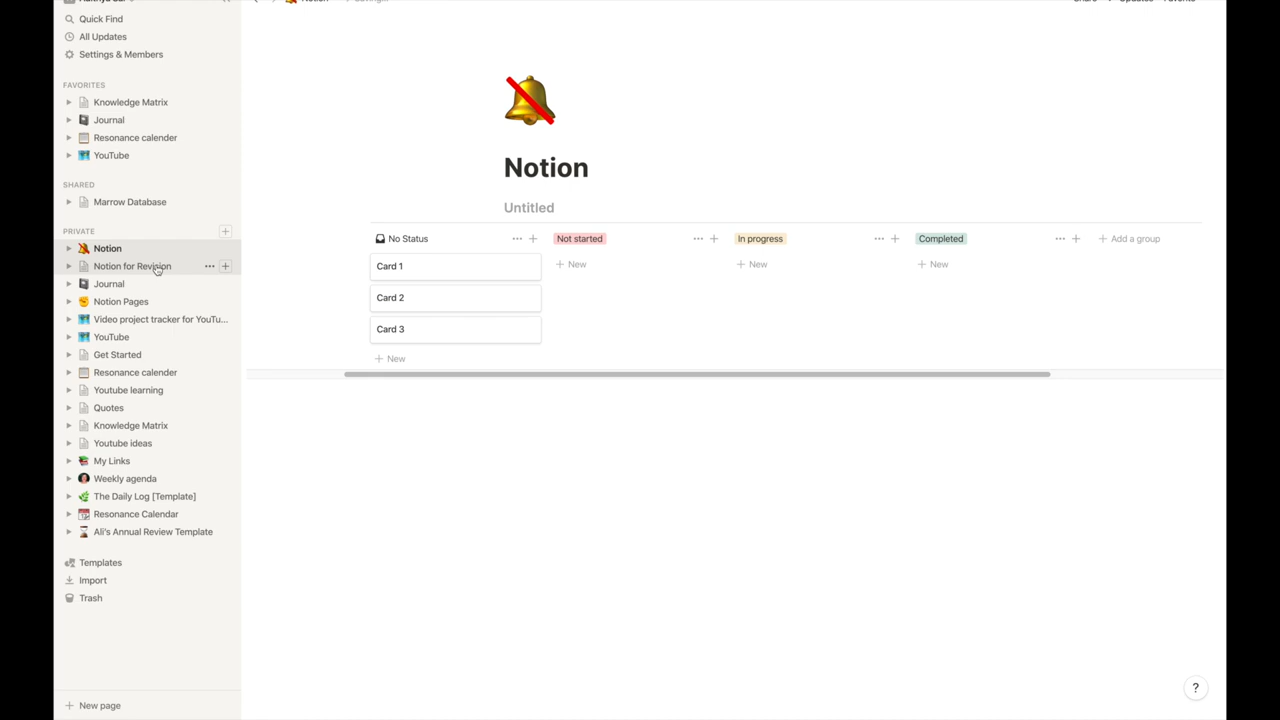 Quick Find
All Updates
Settings & Members
FAVORITES
Knowledge Matrix
Journal
Resonance calender
YouTube
SHARED
Marrow Database
PRIVATE
Notion
Notion for Revision
Journal
Notion Pages
Video project tracker for YouTu...
YouTube
Get Started
Resonance calender
Youtube learning
Quotes
Knowledge Matrix
Youtube ideas
My Links
Weekly agenda
The Daily Log [Template]
Resonance Calendar
Ali's Annual Review Template
Templates
Import
Trash
New page
Notion
Untitled
No Status
Card 1
Card 2
Card 3
New
Not started
New
In progress
New
Completed
New
Add a group
?